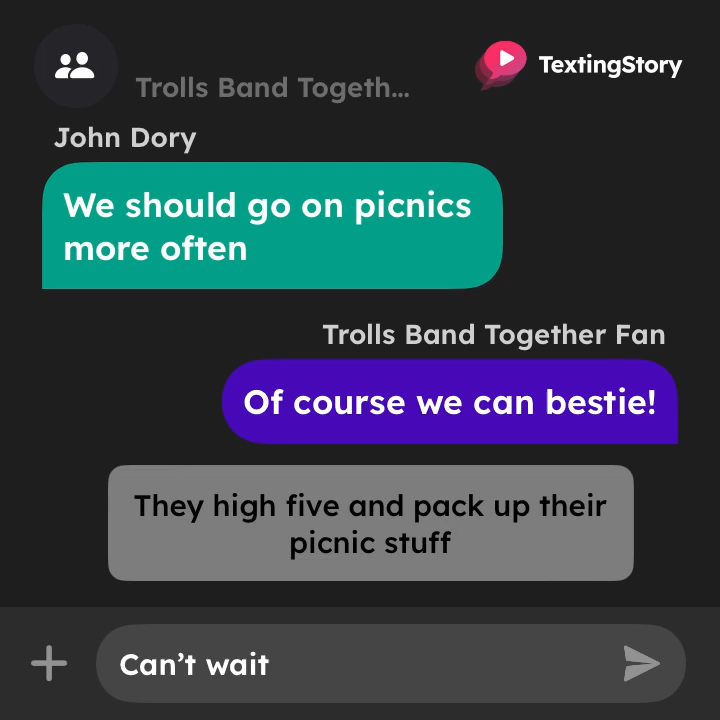 Trolls Band Togeth...
TextingStory
John Dory
We should go on picnics
more often
Trolls Band Together Fan
Of course we can bestie!
They high five and pack up their
picnic stuff
Can’t wait